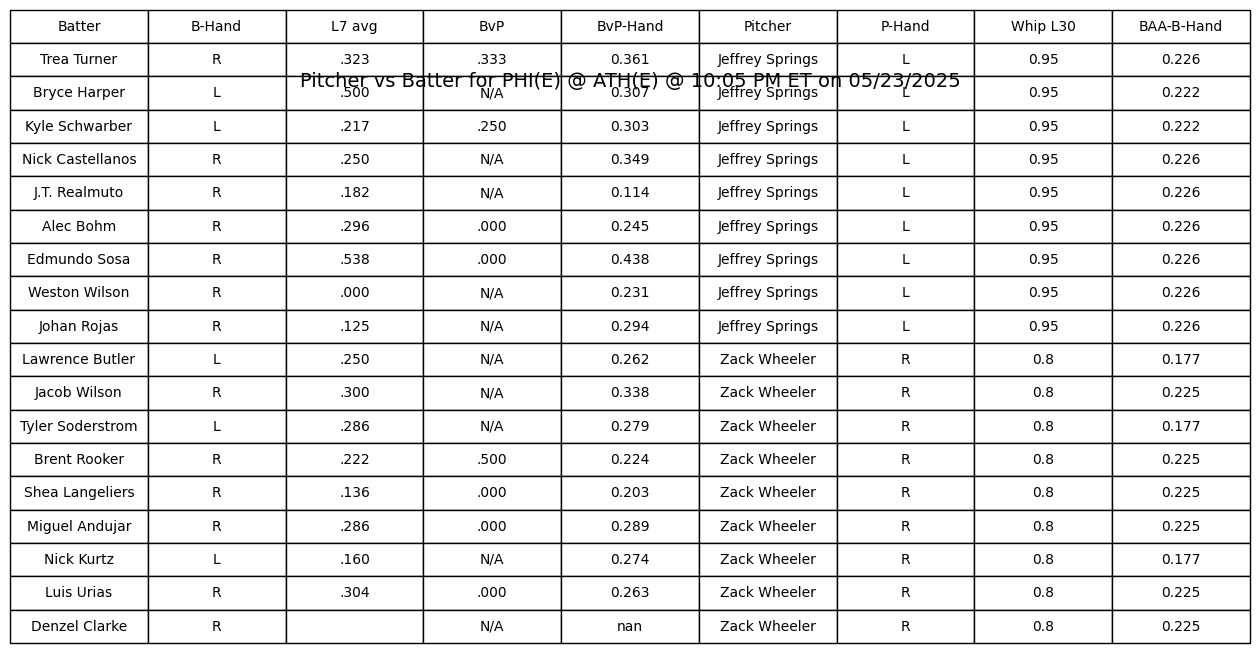 Batter B-Hand L7 avg BvP BvP-Hand Pitcher P-Hand Whip L30 BAA-B-Hand
Trea Turner R .323 .333 0.361 Jeffrey Springs L 0.95 0.226
Pitcher vs Batter for PHI(E) @ ATH(E) @ 10:05 PM ET on 05/23/2025
Bryce Harper L .500 N/A 0.307 Jeffrey Springs L 0.95 0.222
Kyle Schwarber L .217 .250 0.303 Jeffrey Springs L 0.95 0.222
Nick Castellanos R .250 N/A 0.349 Jeffrey Springs L 0.95 0.226
J.T. Realmuto R .182 N/A 0.114 Jeffrey Springs L 0.95 0.226
Alec Bohm R .296 .000 0.245 Jeffrey Springs L 0.95 0.226
Edmundo Sosa R .538 .000 0.438 Jeffrey Springs L 0.95 0.226
Weston Wilson R .000 N/A 0.231 Jeffrey Springs L 0.95 0.226
Johan Rojas R .125 N/A 0.294 Jeffrey Springs L 0.95 0.226
Lawrence Butler L .250 N/A 0.262 Zack Wheeler R 0.8 0.177
Jacob Wilson R .300 N/A 0.338 Zack Wheeler R 0.8 0.225
Tyler Soderstrom L .286 N/A 0.279 Zack Wheeler R 0.8 0.177
Brent Rooker R .222 .500 0.224 Zack Wheeler R 0.8 0.225
Shea Langeliers R .136 .000 0.203 Zack Wheeler R 0.8 0.225
Miguel Andujar R .286 .000 0.289 Zack Wheeler R 0.8 0.225
Nick Kurtz L .160 N/A 0.274 Zack Wheeler R 0.8 0.177
Luis Urias R .304 .000 0.263 Zack Wheeler R 0.8 0.225
Denzel Clarke R N/A nan Zack Wheeler R 0.8 0.225